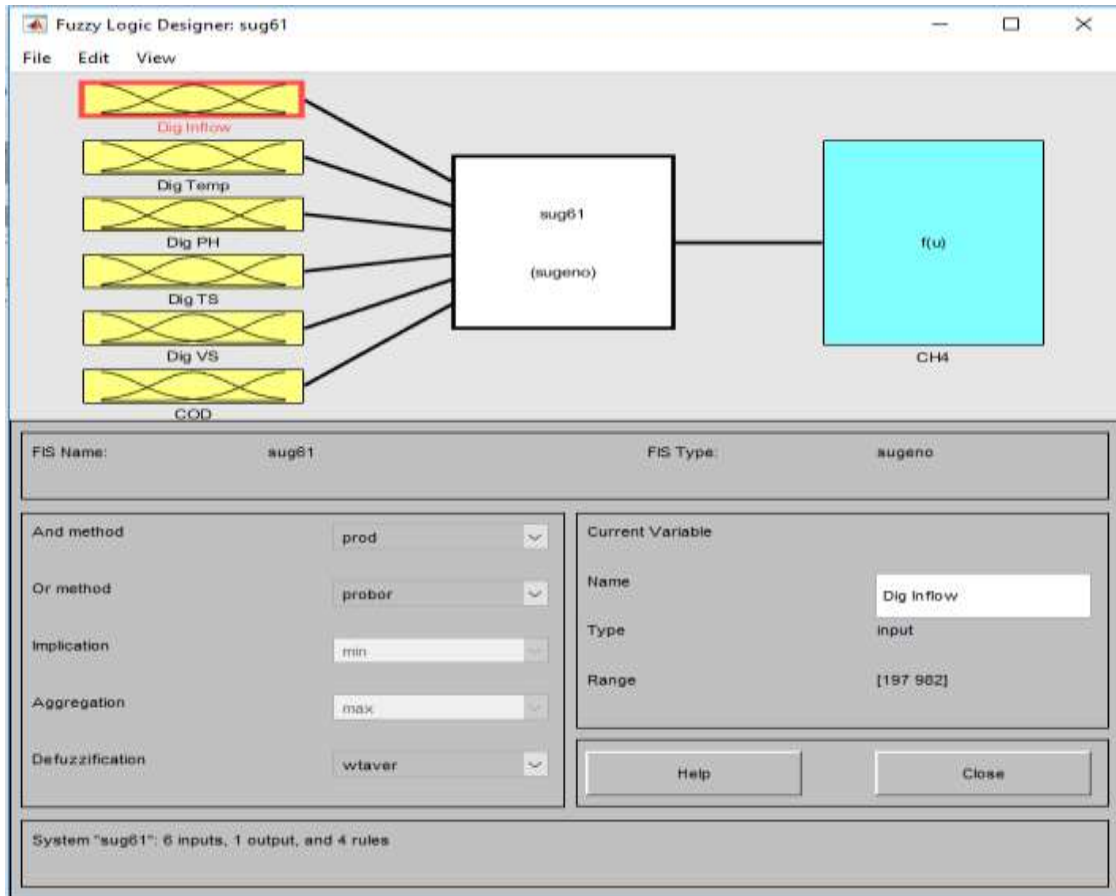 Fuzzy Logic Designer: sug61
File Edit View
Dig Inflow
Dig Temp
Dig PH
Dig TS
Dig VS
COD
sug61
(sugeno)
f(u)
CH4
FIS Name: sug61 FIS Type: sugeno
And method prod
Or method probor
Implication min
Aggregation max
Defuzzification wtaver
Current Variable
Name Dig Inflow
Type input
Range [197 982]
Help Close
System "sug61": 6 inputs, 1 output, and 4 rules